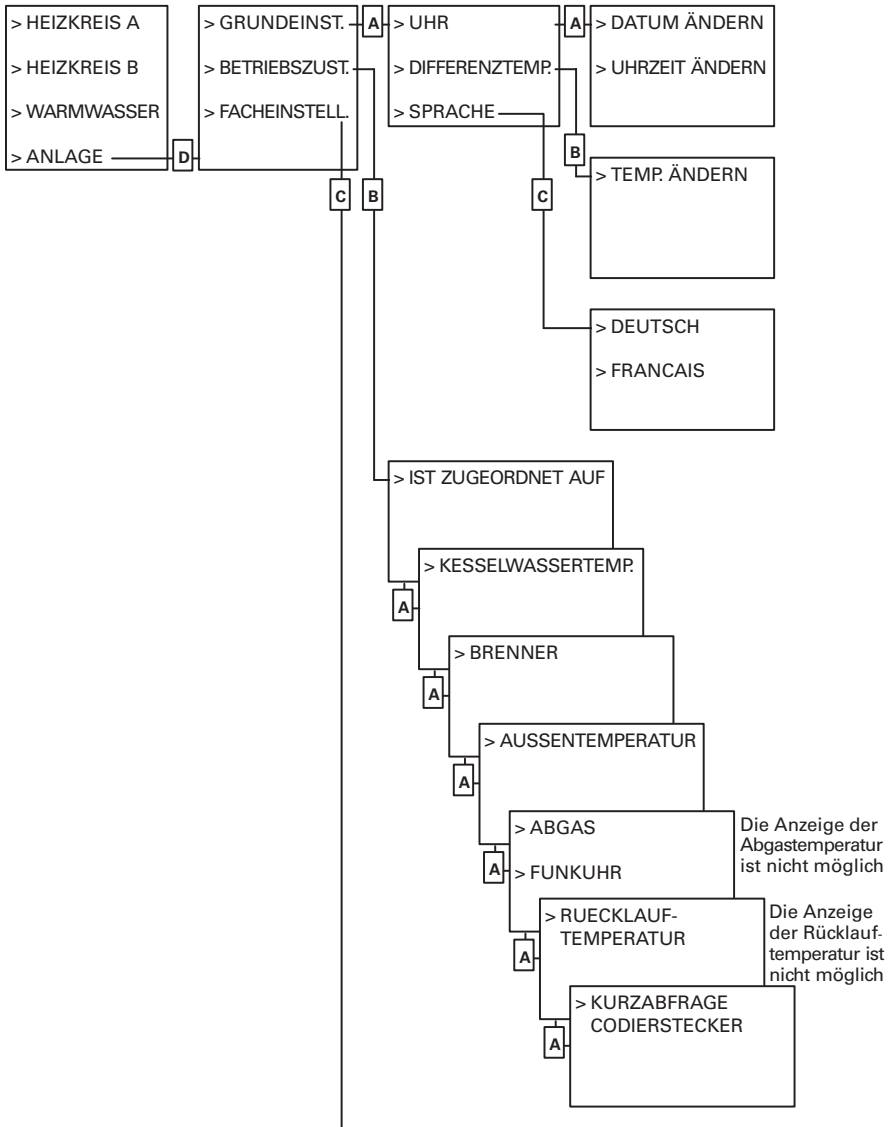 > HEIZKREIS A
> HEIZKREIS B
> WARMWASSER
> ANLAGE
D
> GRUNDEINST.
> BETRIEBSZUST.
> FACHEINSTELL.
A
B
C
> UHR
> DIFFERENZTEMP.
> SPRACHE
A
B
C
> DATUM ÄNDERN
> UHRZEIT ÄNDERN
> TEMP. ÄNDERN
> DEUTSCH
> FRANCAIS
> IST ZUGEORDNET AUF
A
> KESSELWASSERTEMP.
A
> BRENNER
A
> AUSSENTEMPERATUR
A
> ABGAS
> FUNKUHR
Die Anzeige der
Abgastemperatur
ist nicht möglich
A
> RUECKLAUF-
TEMPERATUR
Die Anzeige
der Rücklauf-
temperatur ist
nicht möglich
A
> KURZABFRAGE
CODIERSTECKER